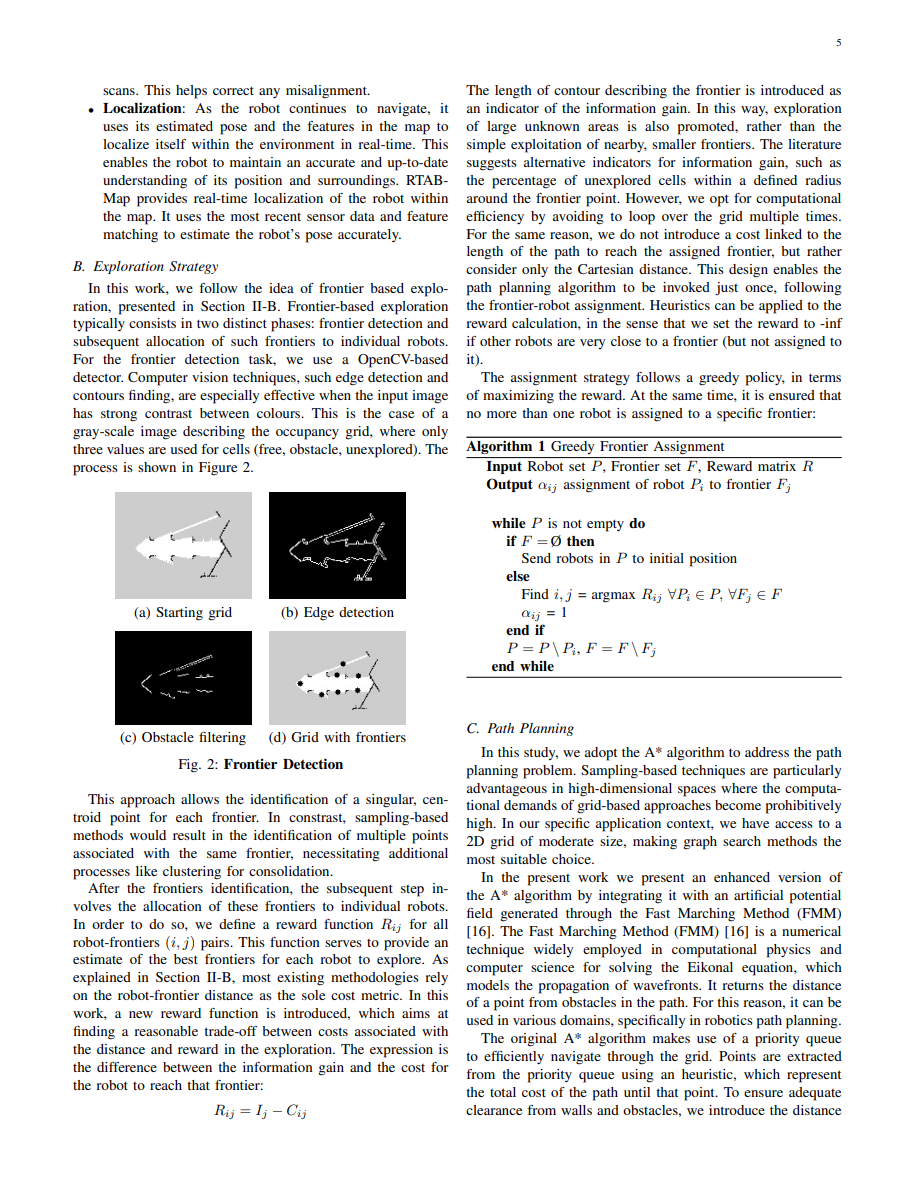 5
scans. This helps correct any misalignment.
• Localization: As the robot continues to navigate, it
uses its estimated pose and the features in the map to
localize itself within the environment in real-time. This
enables the robot to maintain an accurate and up-to-date
understanding of its position and surroundings. RTAB-
Map provides real-time localization of the robot within
the map. It uses the most recent sensor data and feature
matching to estimate the robot's pose accurately.
B. Exploration Strategy
In this work, we follow the idea of frontier based explo-
ration, presented in Section II-B. Frontier-based exploration
typically consists in two distinct phases: frontier detection and
subsequent allocation of such frontiers to individual robots.
For the frontier detection task, we use a OpenCV-based
detector. Computer vision techniques, such edge detection and
contours finding, are especially effective when the input image
has strong contrast between colours. This is the case of a
gray-scale image describing the occupancy grid, where only
three values are used for cells (free, obstacle, unexplored). The
process is shown in Figure 2.
(a) Starting grid
(b) Edge detection
(c) Obstacle filtering
(d) Grid with frontiers
Fig. 2: Frontier Detection
This approach allows the identification of a singular, cen-
troid point for each frontier. In constrast, sampling-based
methods would result in the identification of multiple points
associated with the same frontier, necessitating additional
processes like clustering for consolidation.
After the frontiers identification, the subsequent step in-
volves the allocation of these frontiers to individual robots.
In order to do so, we define a reward function Rij for all
robot-frontiers (i, j) pairs. This function serves to provide an
estimate of the best frontiers for each robot to explore. As
explained in Section II-B, most existing methodologies rely
on the robot-frontier distance as the sole cost metric. In this
work, a new reward function is introduced, which aims at
finding a reasonable trade-off between costs associated with
the distance and reward in the exploration. The expression is
the difference between the information gain and the cost for
the robot to reach that frontier:
Rij = Ij − Cij
The length of contour describing the frontier is introduced as
an indicator of the information gain. In this way, exploration
of large unknown areas is also promoted, rather than the
simple exploitation of nearby, smaller frontiers. The literature
suggests alternative indicators for information gain, such as
the percentage of unexplored cells within a defined radius
around the frontier point. However, we opt for computational
efficiency by avoiding to loop over the grid multiple times.
For the same reason, we do not introduce a cost linked to the
length of the path to reach the assigned frontier, but rather
consider only the Cartesian distance. This design enables the
path planning algorithm to be invoked just once, following
the frontier-robot assignment. Heuristics can be applied to the
reward calculation, in the sense that we set the reward to -inf
if other robots are very close to a frontier (but not assigned to
it).
The assignment strategy follows a greedy policy, in terms
of maximizing the reward. At the same time, it is ensured that
no more than one robot is assigned to a specific frontier:
Algorithm 1 Greedy Frontier Assignment
Input Robot set P, Frontier set F, Reward matrix R
Output αij assignment of robot Pi to frontier Fj
while P is not empty do
if F = Ø then
Send robots in P to initial position
else
Find i, j = argmax Rij ∀Pi ∈ P, ∀Fj ∈ F
αij = 1
end if
P = P \ Pi, F = F \ Fj
end while
C. Path Planning
In this study, we adopt the A* algorithm to address the path
planning problem. Sampling-based techniques are particularly
advantageous in high-dimensional spaces where the computa-
tional demands of grid-based approaches become prohibitively
high. In our specific application context, we have access to a
2D grid of moderate size, making graph search methods the
most suitable choice.
In the present work we present an enhanced version of
the A* algorithm by integrating it with an artificial potential
field generated through the Fast Marching Method (FMM)
[16]. The Fast Marching Method (FMM) [16] is a numerical
technique widely employed in computational physics and
computer science for solving the Eikonal equation, which
models the propagation of wavefronts. It returns the distance
of a point from obstacles in the path. For this reason, it can be
used in various domains, specifically in robotics path planning.
The original A* algorithm makes use of a priority queue
to efficiently navigate through the grid. Points are extracted
from the priority queue using an heuristic, which represent
the total cost of the path until that point. To ensure adequate
clearance from walls and obstacles, we introduce the distance